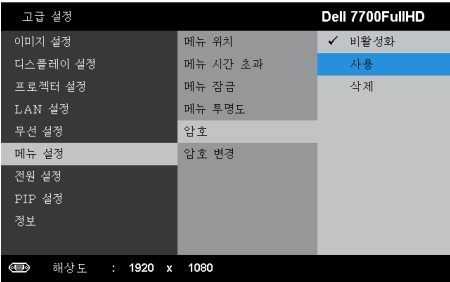 고급 설정 Dell 7700FullHD
이미지 설정 메뉴 위치 ✓ 비활성화
디스플레이 설정 메뉴 시간 초과 사용
프로젝터 설정 메뉴 잠금 삭제
LAN 설정 메뉴 투명도
무선 설정 암호
메뉴 설정 암호 변경
전원 설정
PIP 설정
정보
해상도 : 1920 x 1080